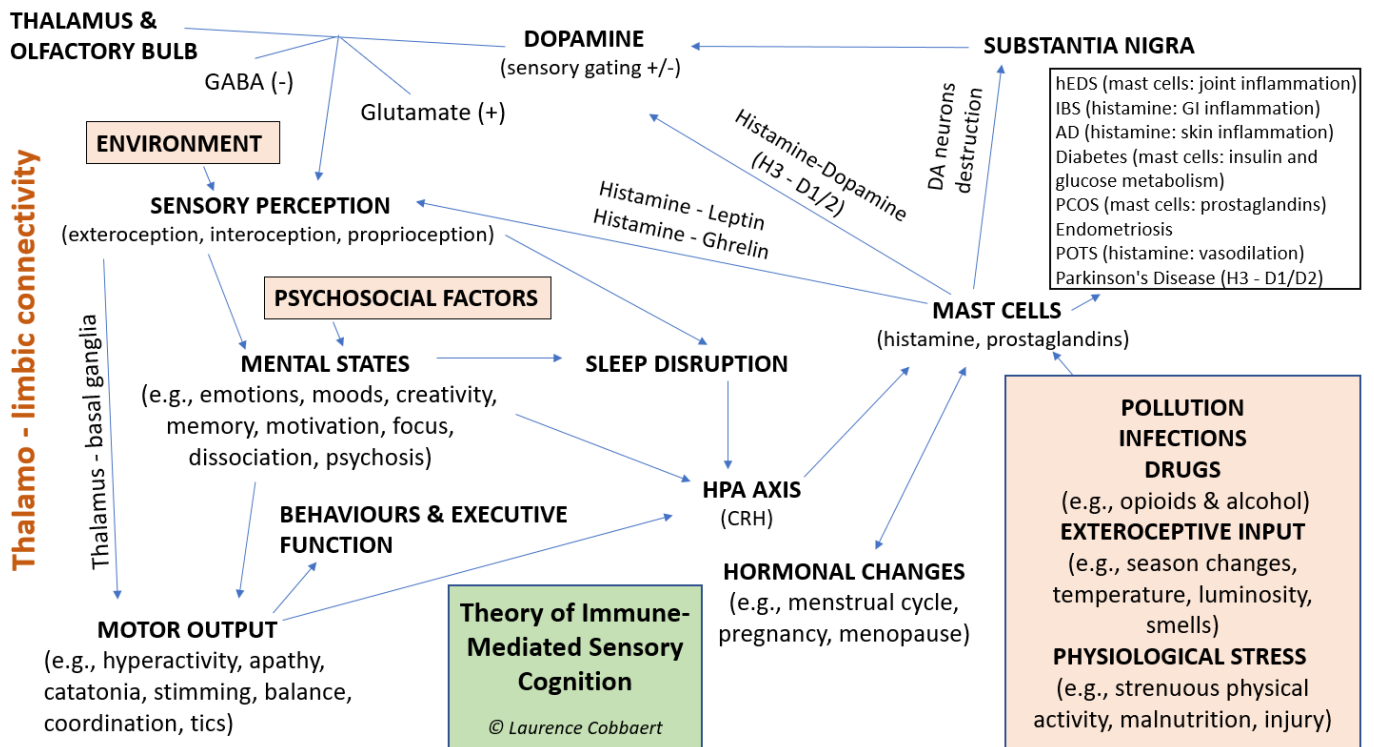 THALAMUS &
OLFACTORY BULB
GABA (-)
Glutamate (+)
DOPAMINE
(sensory gating +/-)
SUBSTANTIA NIGRA
DA neurons
destruction
hEDS (mast cells: joint inflammation)
IBS (histamine: GI inflammation)
AD (histamine: skin inflammation)
Diabetes (mast cells: insulin and
glucose metabolism)
PCOS (mast cells: prostaglandins)
Endometriosis
POTS (histamine: vasodilation)
Parkinson's Disease (H3 - D1/D2)
Histamine-Dopamine
(H3 - D1/2)
Histamine - Leptin
Histamine - Ghrelin
ENVIRONMENT
SENSORY PERCEPTION
(exteroception, interoception, proprioception)
Thalamo - limbic connectivity
Thalamus - basal ganglia
PSYCHOSOCIAL FACTORS
MENTAL STATES
(e.g., emotions, moods, creativity,
memory, motivation, focus,
dissociation, psychosis)
SLEEP DISRUPTION
MAST CELLS
(histamine, prostaglandins)
HPA AXIS
(CRH)
BEHAVIOURS & EXECUTIVE
FUNCTION
HORMONAL CHANGES
(e.g., menstrual cycle,
pregnancy, menopause)
MOTOR OUTPUT
(e.g., hyperactivity, apathy,
catatonia, stimming, balance,
coordination, tics)
Theory of Immune-
Mediated Sensory
Cognition
© Laurence Cobbaert
POLLUTION
INFECTIONS
DRUGS
(e.g., opioids & alcohol)
EXTEROCEPTIVE INPUT
(e.g., season changes,
temperature, luminosity,
smells)
PHYSIOLOGICAL STRESS
(e.g., strenuous physical
activity, malnutrition, injury)